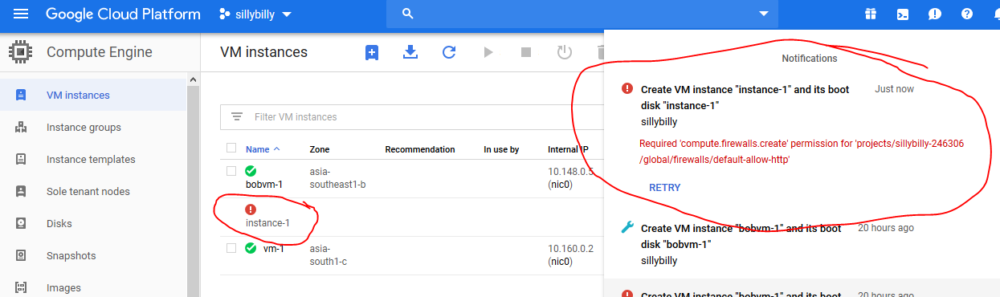 Google Cloud Platform
sillybilly
Compute Engine
VM instances
Instance groups
Instance templates
Sole tenant nodes
Disks
Snapshots
Images
VM instances
Filter VM instances
Name Zone Recommendation In use by Internal IP
bobvm-1 asia-southeast1-b 10.148.0.5 (nic0)
instance-1
vm-1 asia-south1-c 10.160.0.2 (nic0)
Notifications
Create VM instance "instance-1" and its boot Just now
disk "instance-1"
sillybilly
Required 'compute.firewalls.create' permission for 'projects/sillybilly-246306
/global/firewalls/default-allow-http'
RETRY
Create VM instance "bobvm-1" and its boot 20 hours ago
disk "bobvm-1"
sillybilly
Create VM instance "bobvm-1" and its boot 20 hours ago